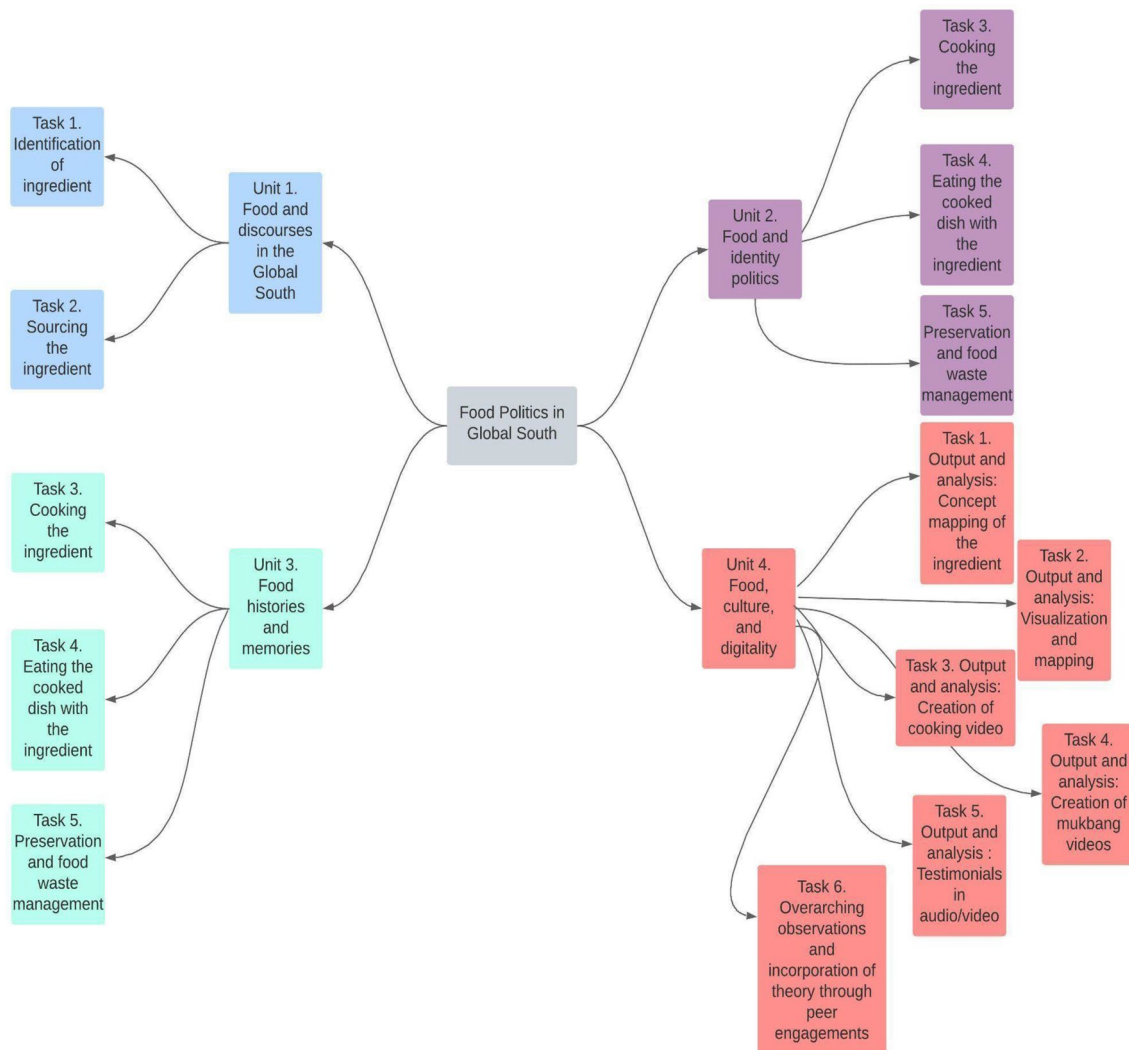 Food Politics in
Global South
Unit 1.
Food and
discourses
in the
Global
South
Task 1.
Identification
of
ingredient
Task 2.
Sourcing
the
ingredient
Unit 2.
Food and
identity
politics
Task 3.
Cooking
the
ingredient
Task 4.
Eating the
cooked
dish with
the
ingredient
Task 5.
Preservation
and food
waste
management
Unit 3.
Food
histories
and
memories
Task 3.
Cooking
the
ingredient
Task 4.
Eating the
cooked
dish with
the
ingredient
Task 5.
Preservation
and food
waste
management
Unit 4.
Food,
culture,
and
digitality
Task 1.
Output and
analysis:
Concept
mapping of
the
ingredient
Task 2.
Output and
analysis:
Visualization
and
mapping
Task 3. Output
and analysis:
Creation of
cooking video
Task 4.
Output and
analysis:
Creation of
mukbang
videos
Task 5.
Output and
analysis :
Testimonials
in
audio/video
Task 6.
Overarching
observations
and
incorporation of
theory through
peer
engagements